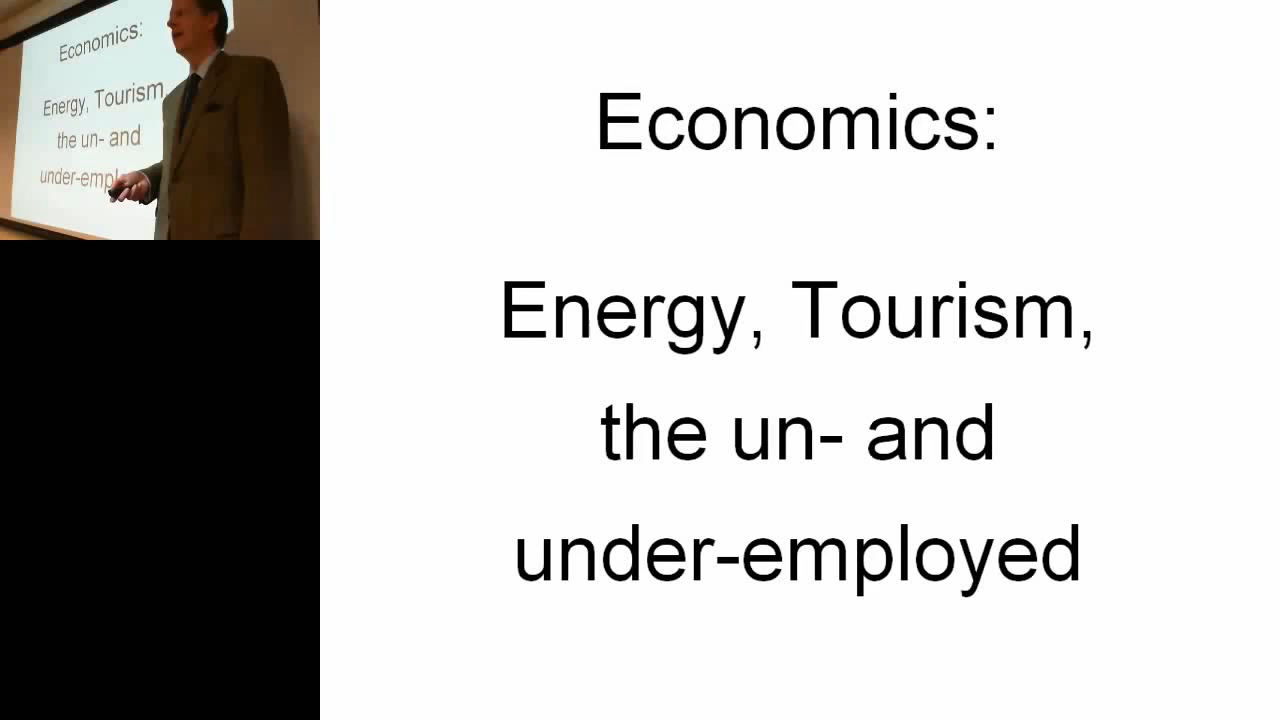 Economics:
Energy, Tourism,
the un- and
under-empl
Economics:
Energy, Tourism,
the un- and
under-employed